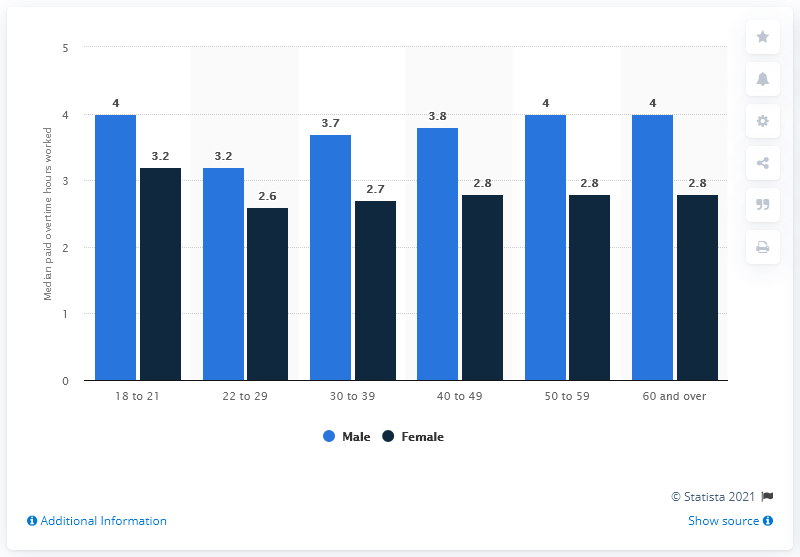 5
4
3
2
1
0
Median paid overtime hours worked
4 3.2
3.2 2.6
3.7 2.7
3.8 2.8
4 2.8
4 2.8
18 to 21 22 to 29 30 to 39 40 to 49 50 to 59 60 and over
Male Female
© Statista 2021
Additional Information Show source